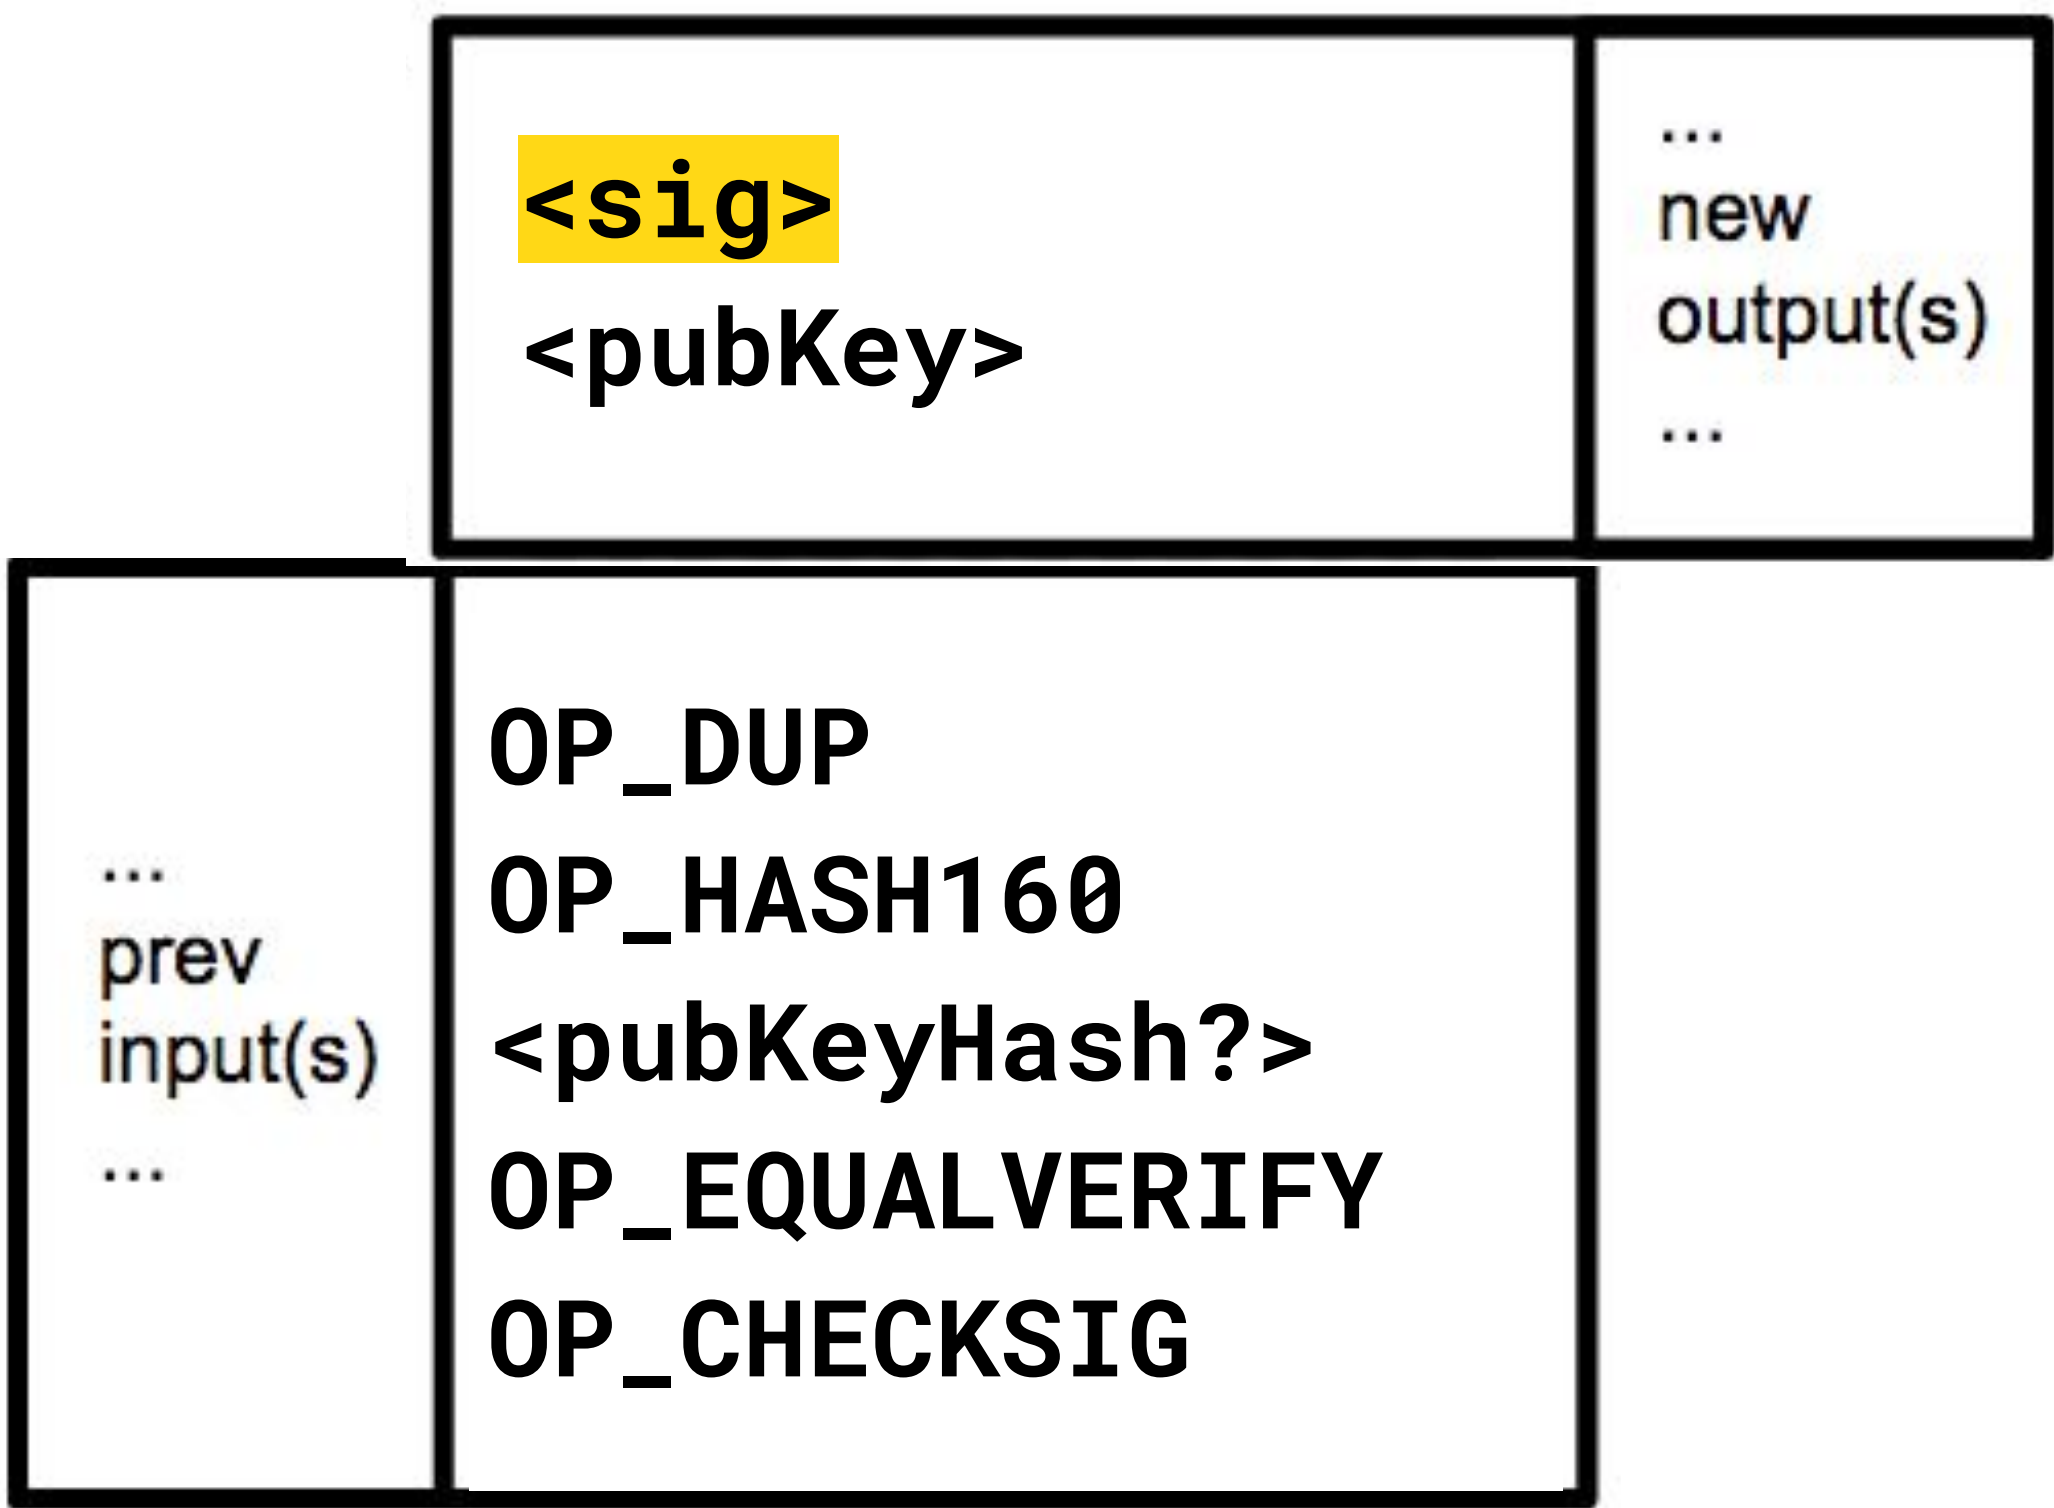 <sig>
<pubKey>
...
new
output(s)
...
...
prev
input(s)
...
OP_DUP
OP_HASH160
<pubKeyHash?>
OP_EQUALVERIFY
OP_CHECKSIG